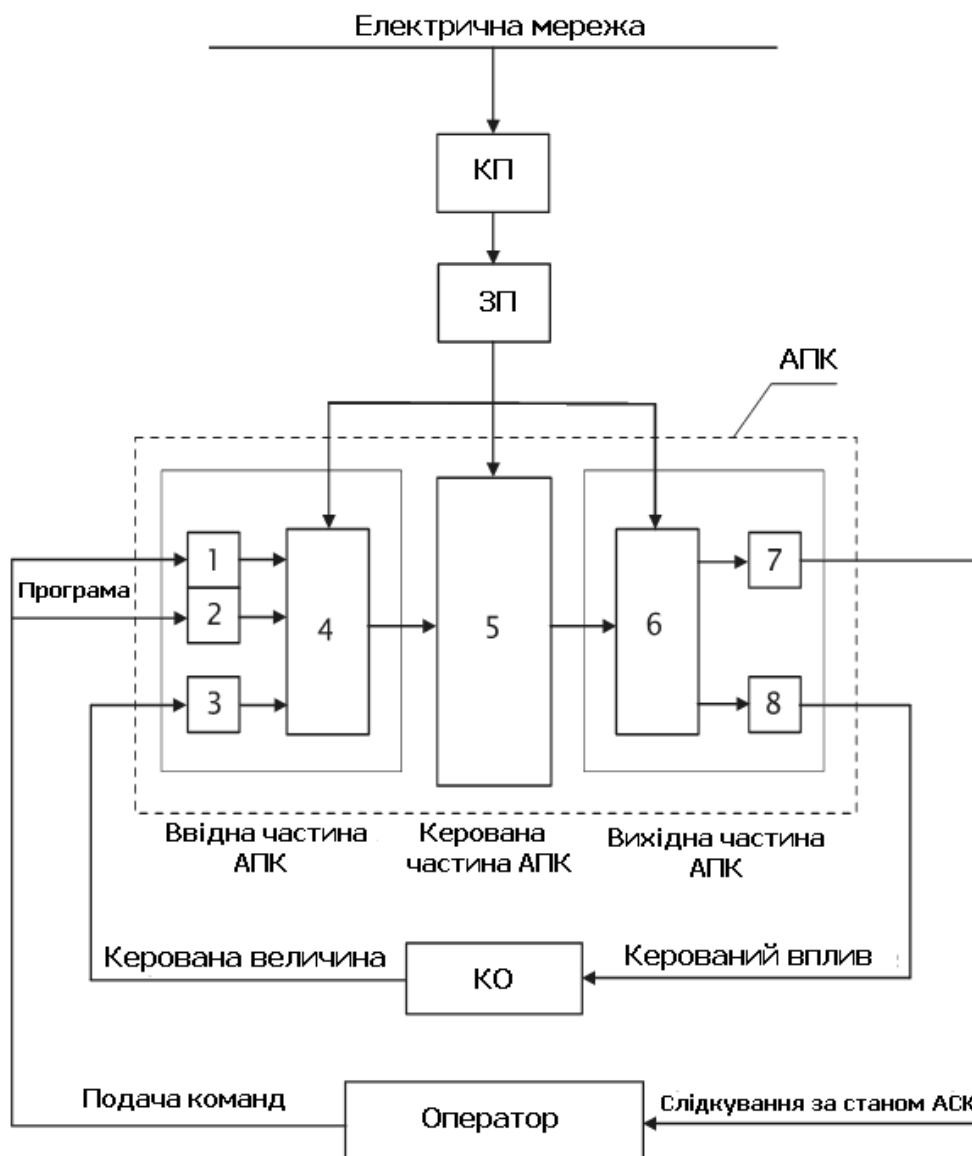 Електрична мережа
КП
ЗП
АПК
1
Програма
2
3
4
5
6
7
8
Ввідна частина
АПК
Керована
частина АПК
Вихідна частина
АПК
Керована величина
КО
Керований вплив
Подача команд
Оператор
Слідкування за станом АСК